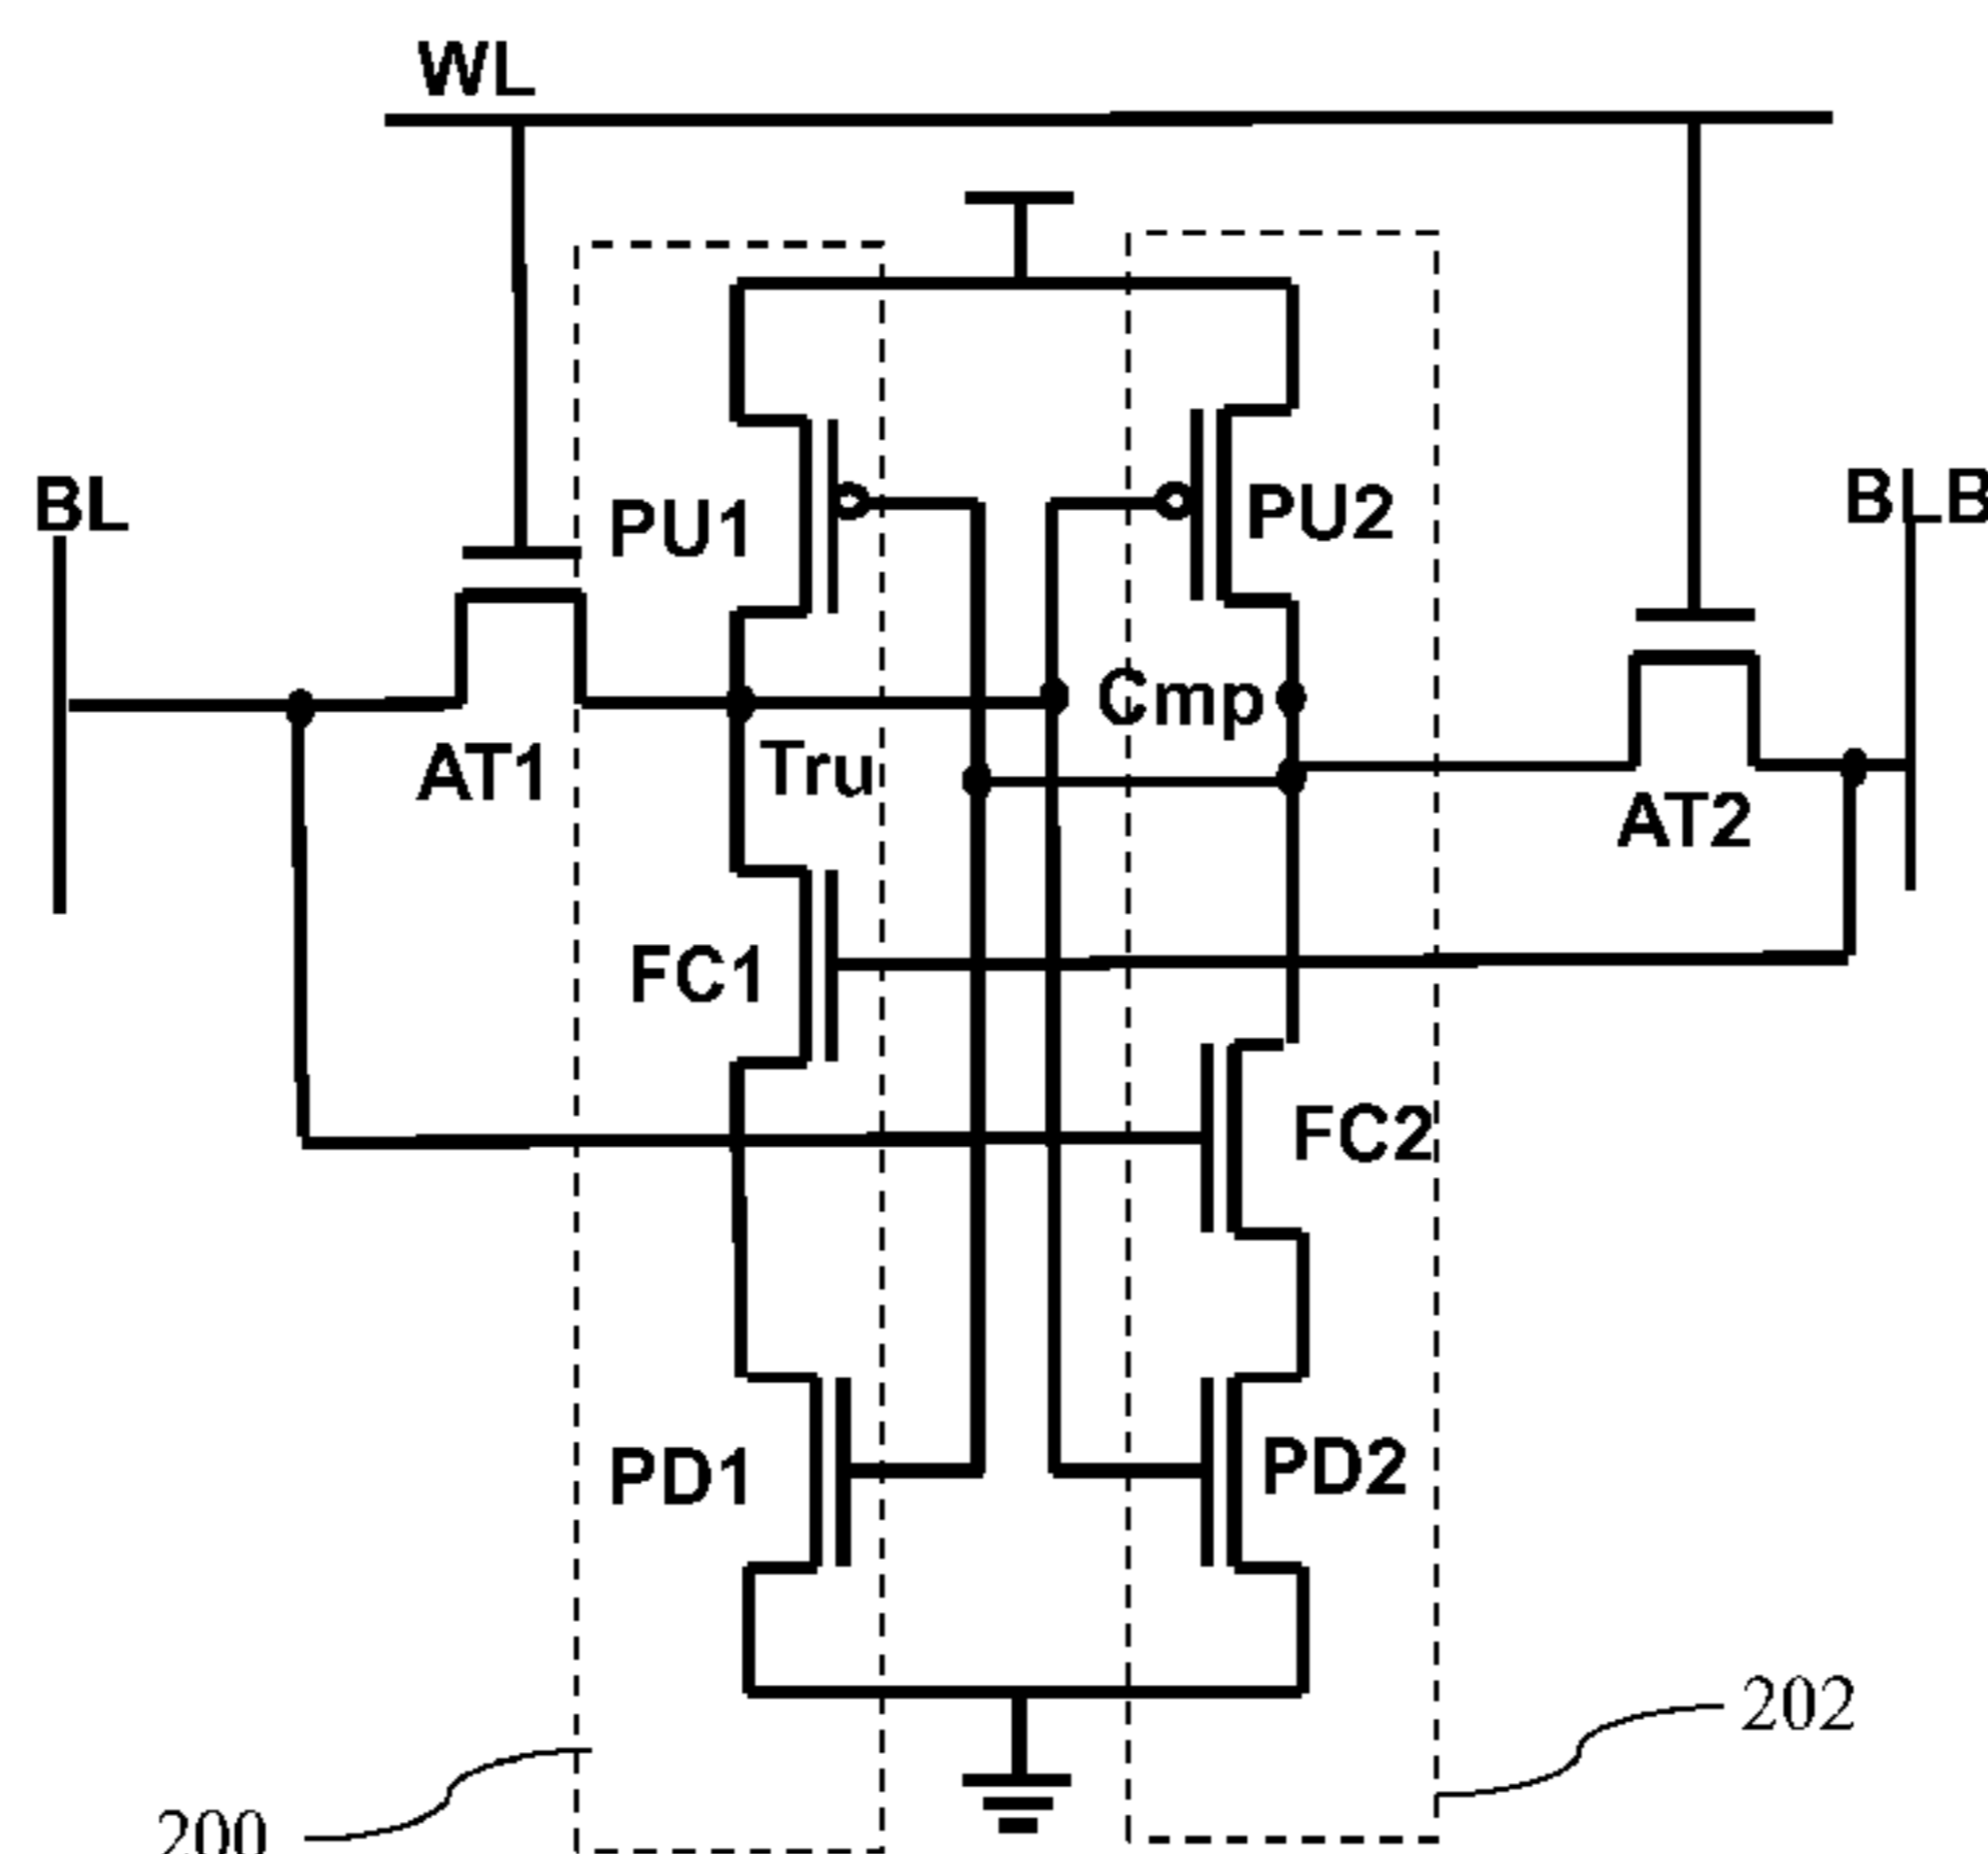 WL
BL
PU1
PU2
BLB
Cmp
AT1
Tru
AT2
FC1
FC2
PD1
PD2
202
200